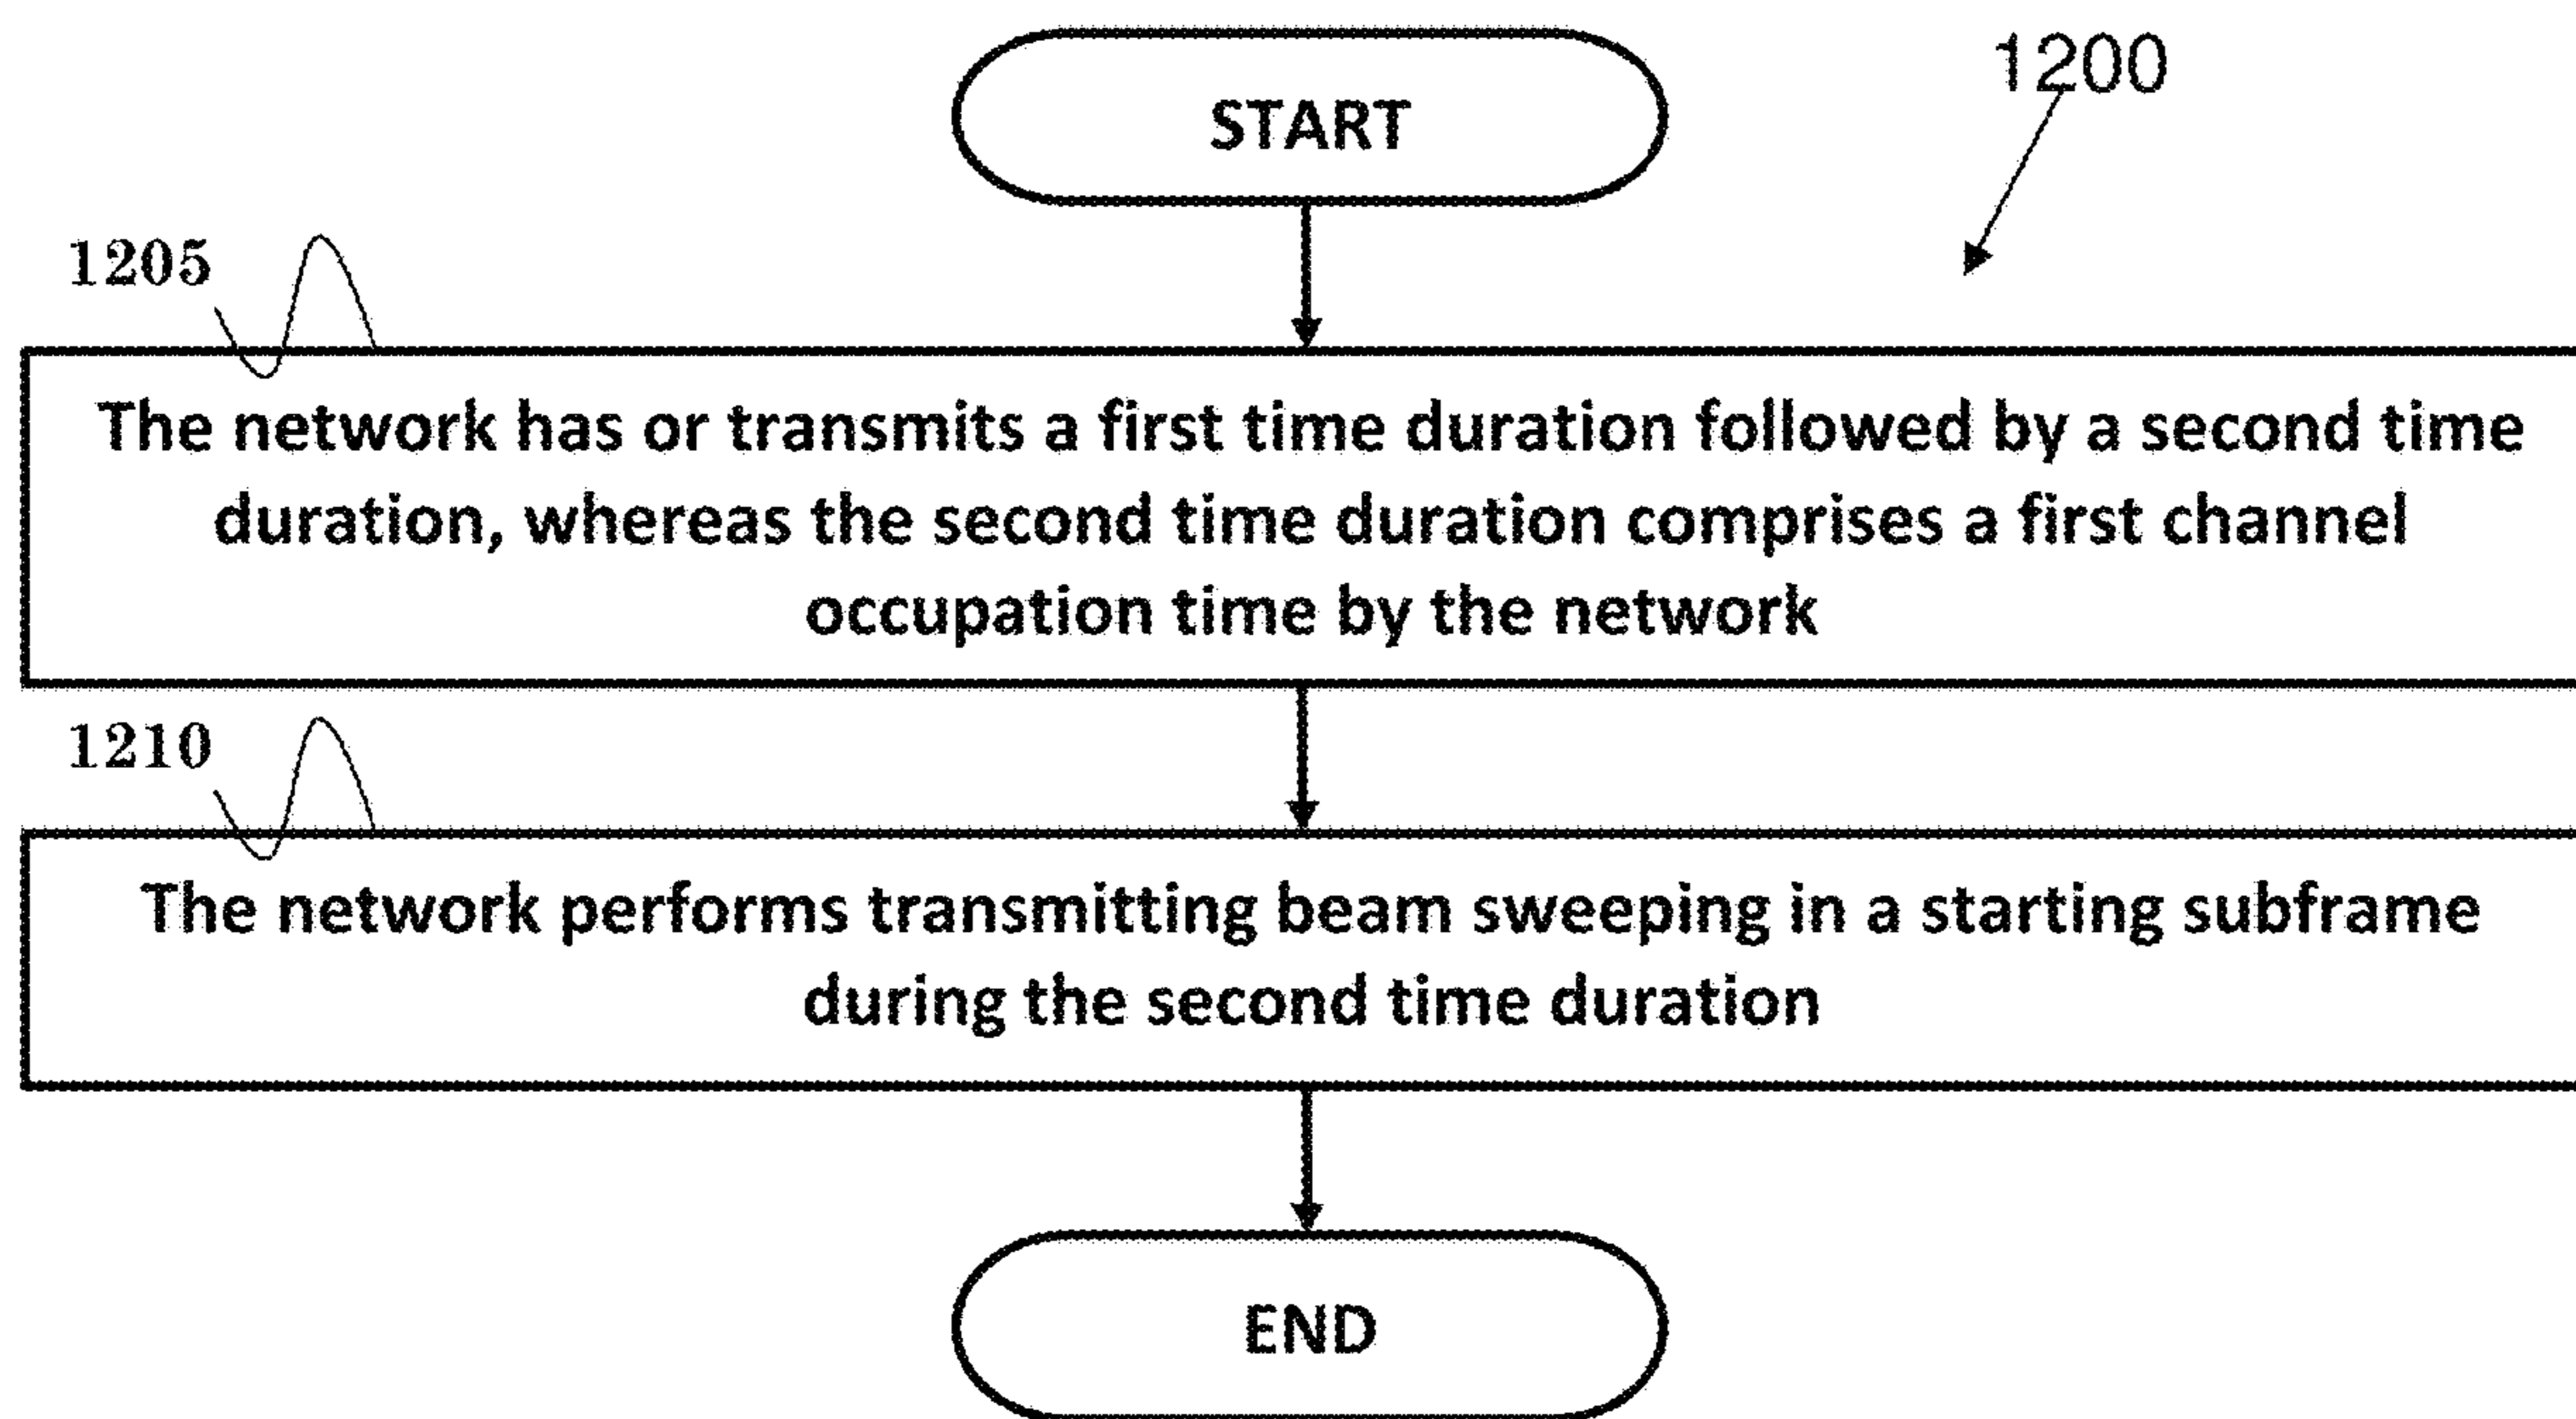 START
1200
1205
The network has or transmits a first time duration followed by a second time
duration, whereas the second time duration comprises a first channel
occupation time by the network
1210
The network performs transmitting beam sweeping in a starting subframe
during the second time duration
END